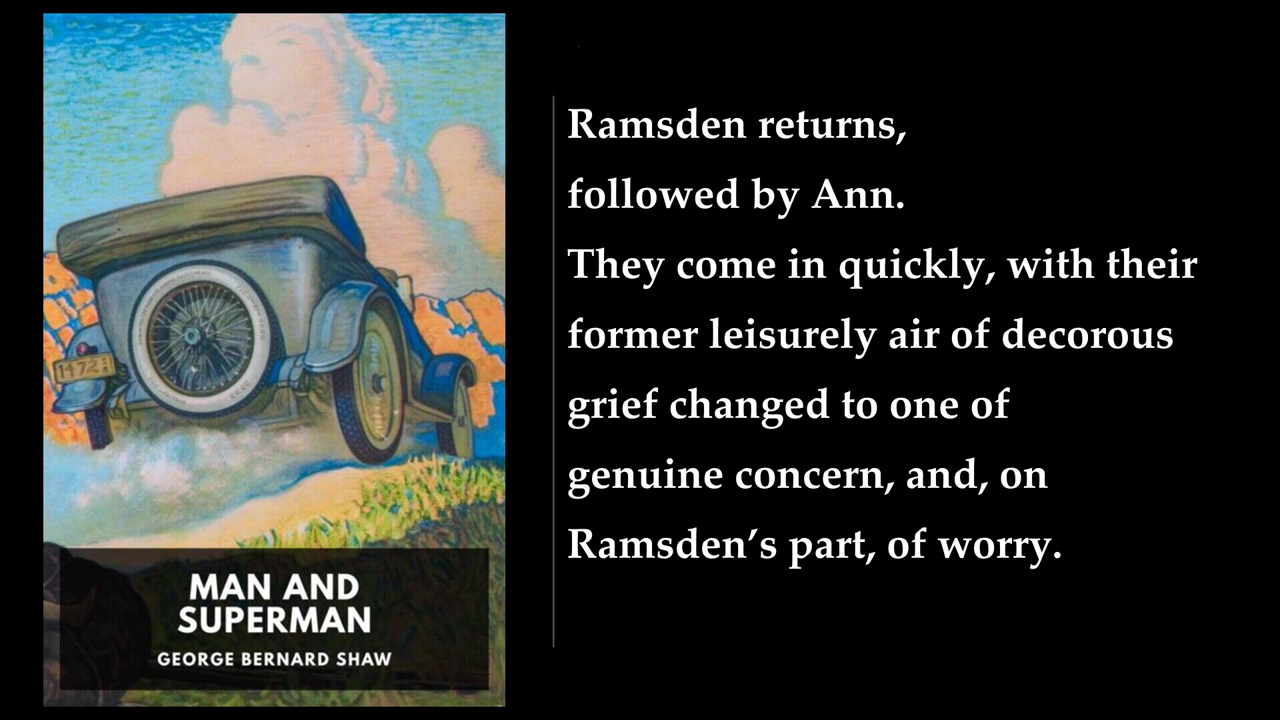 1472
MAN AND
SUPERMAN
GEORGE BERNARD SHAW
Ramsden returns,
followed by Ann.
They come in quickly, with their
former leisurely air of decorous
grief changed to one of
genuine concern, and, on
Ramsden’s part, of worry.